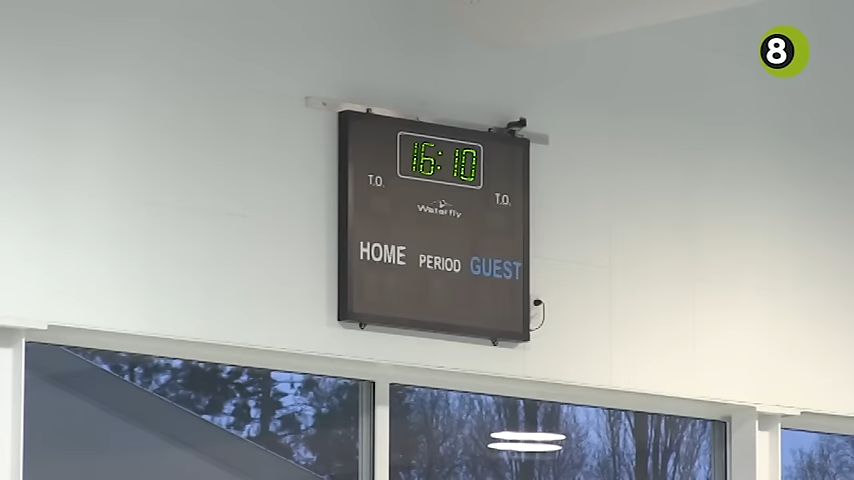 8
16:10
T.O.
T.O.
Waterfly
HOME PERIOD GUEST